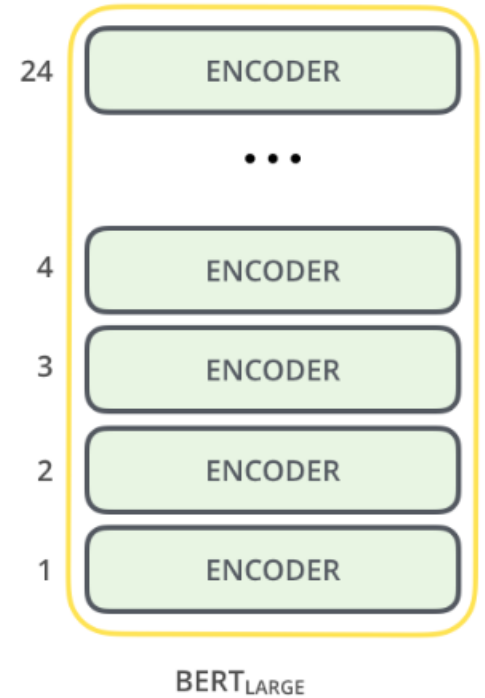 24 ENCODER
...
4 ENCODER
3 ENCODER
2 ENCODER
1 ENCODER
BERTLARGE